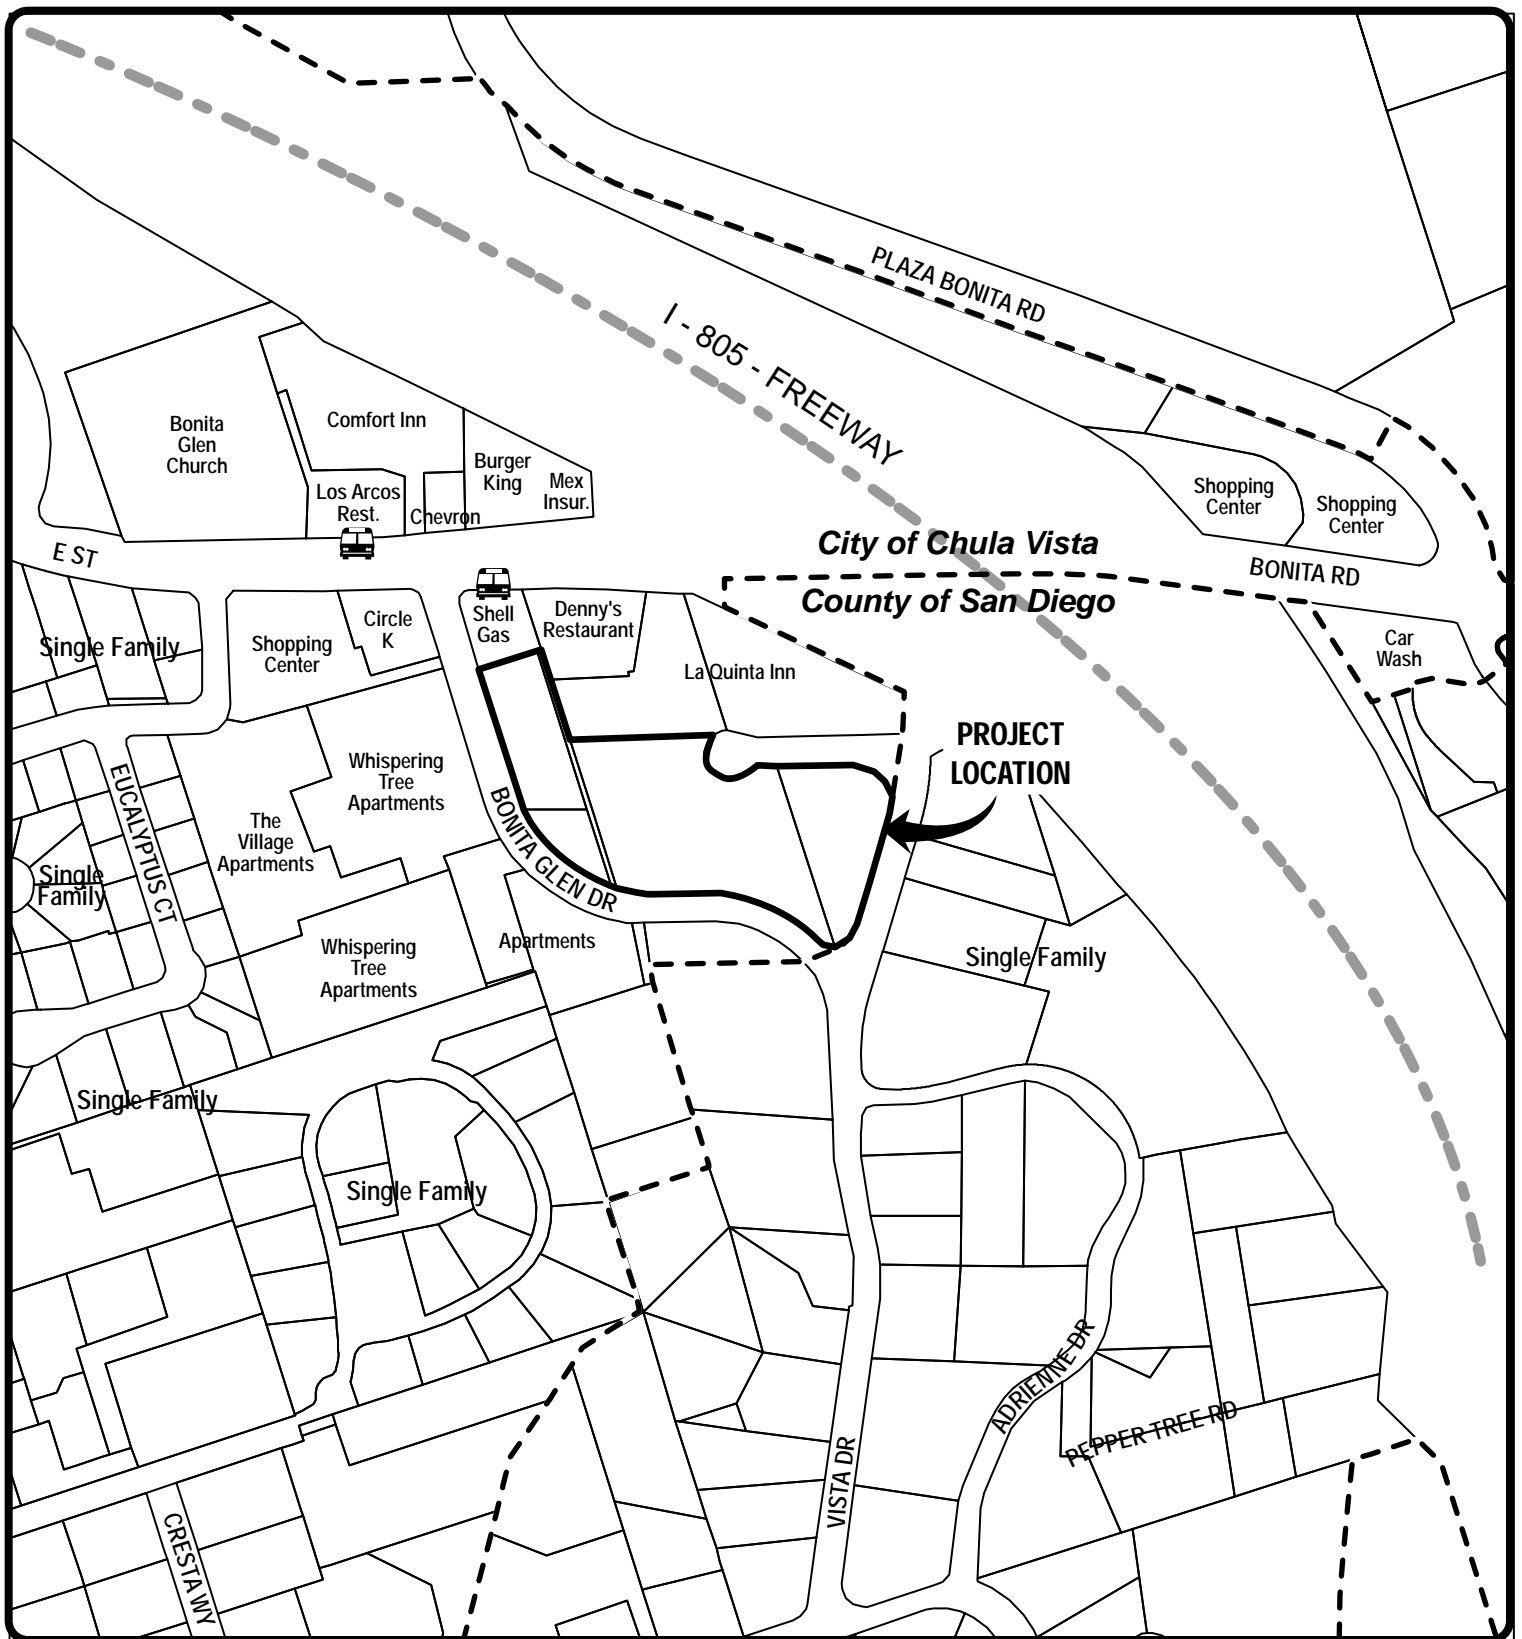 PLAZA BONITA RD
I - 805 - FREEWAY
Bonita
Glen
Church
Comfort Inn
Los Arcos
Rest.
Chevron
Burger
King
Mex
Insur.
Shopping
Center
Shopping
Center
E ST
City of Chula Vista
County of San Diego
BONITA RD
Single Family
Shopping
Center
Circle
K
Shell
Gas
Denny's
Restaurant
La Quinta Inn
Car
Wash
PROJECT
LOCATION
EUCALYPTUS CT
Whispering
Tree
Apartments
The
Village
Apartments
BONITA GLEN DR
Single
Family
Whispering
Tree
Apartments
Apartments
Single Family
Single Family
Single Family
ADRIENNE DR
PEPPER TREE RD
VISTA DR
CRESTA WY